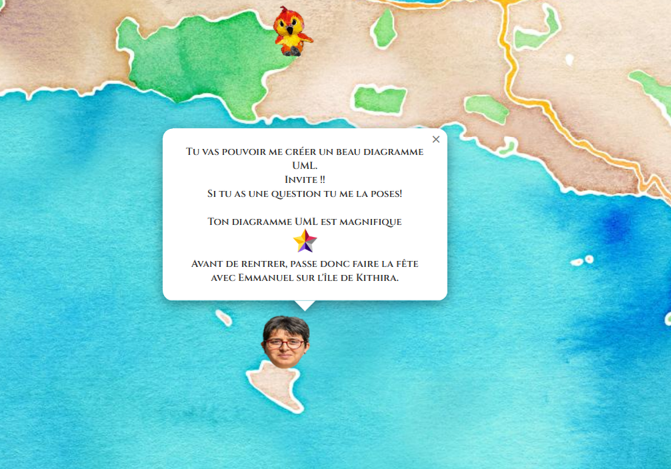 Tu vas pouvoir me créer un beau diagramme
UML.
Invite !!
Si tu as une question tu me la poses!
Ton diagramme UML est magnifique
Avant de rentrer, passe donc faire la fête
avec Emmanuel sur l'île de Kithira.